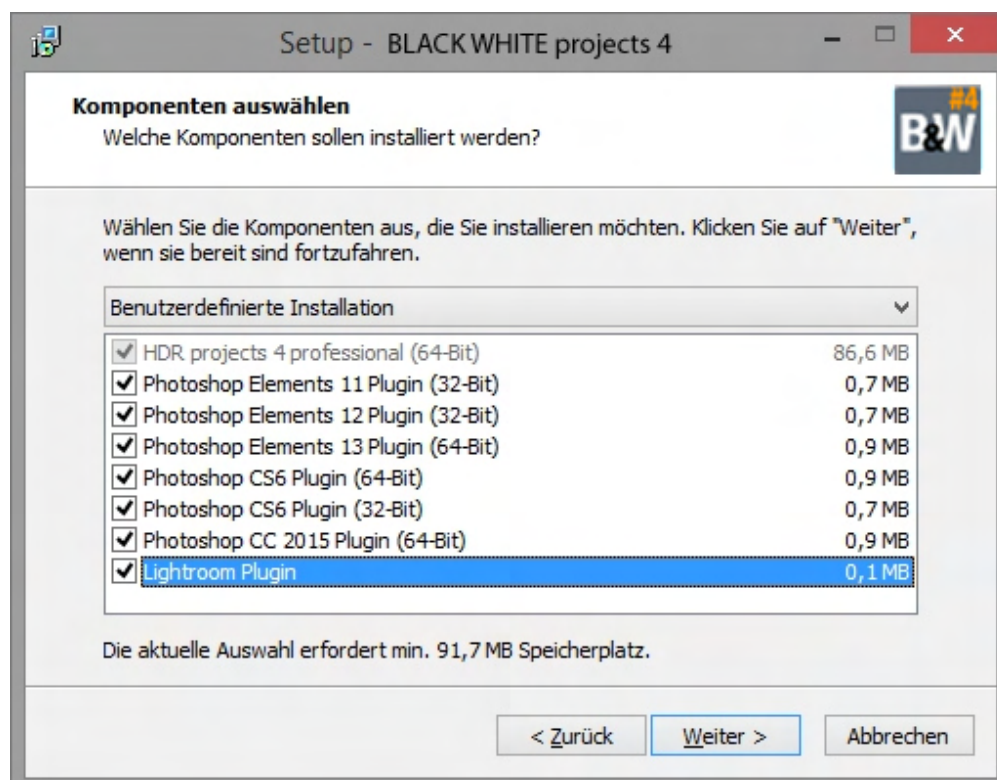 Setup - BLACK WHITE projects 4
Komponenten auswählen
Welche Komponenten sollen installiert werden?
#4
B&W
Wählen Sie die Komponenten aus, die Sie installieren möchten. Klicken Sie auf "Weiter",
wenn sie bereit sind fortzufahren.
Benutzerdefinierte Installation
HDR projects 4 professional (64-Bit) 86,6 MB
Photoshop Elements 11 Plugin (32-Bit) 0,7 MB
Photoshop Elements 12 Plugin (32-Bit) 0,7 MB
Photoshop Elements 13 Plugin (64-Bit) 0,9 MB
Photoshop CS6 Plugin (64-Bit) 0,9 MB
Photoshop CS6 Plugin (32-Bit) 0,7 MB
Photoshop CC 2015 Plugin (64-Bit) 0,9 MB
Lightroom Plugin 0,1 MB
Die aktuelle Auswahl erfordert min. 91,7 MB Speicherplatz.
< Zurück Weiter > Abbrechen